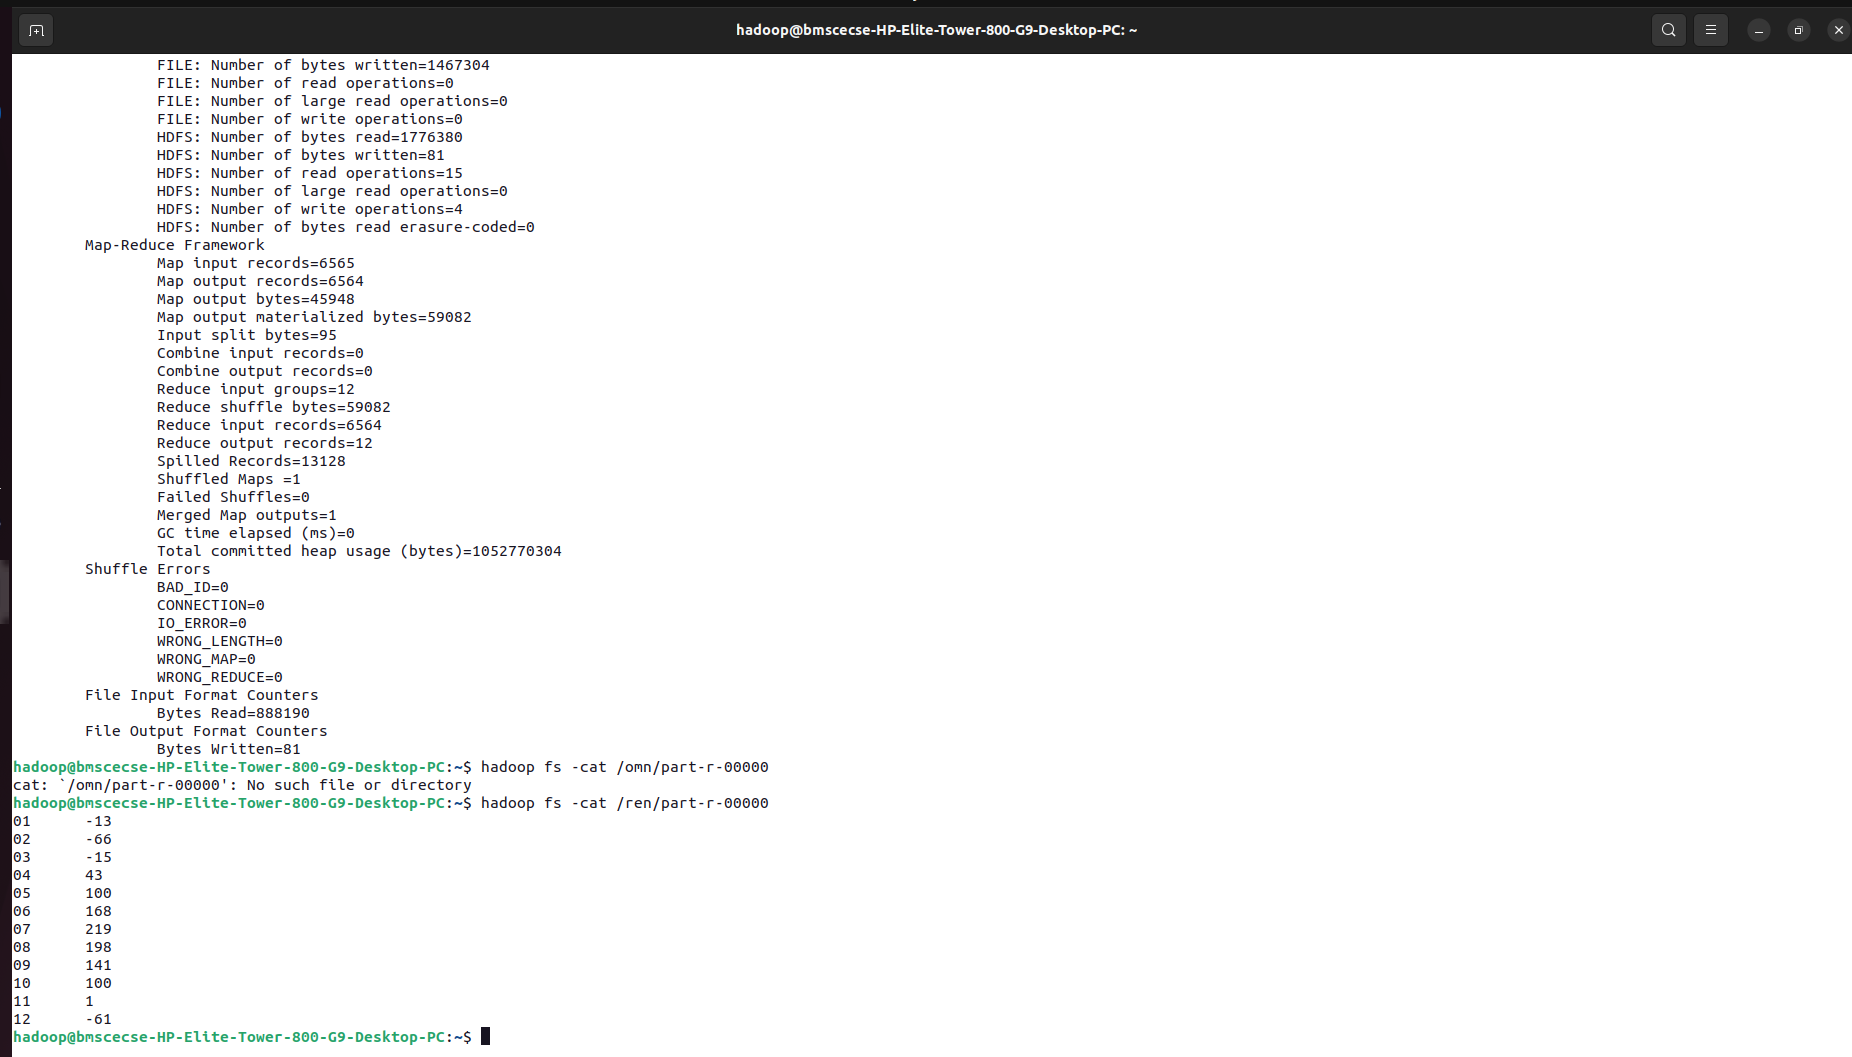 hadoop@bmscecse-HP-Elite-Tower-800-G9-Desktop-PC: ~
FILE: Number of bytes written=1467304
FILE: Number of read operations=0
FILE: Number of large read operations=0
FILE: Number of write operations=0
HDFS: Number of bytes read=1776380
HDFS: Number of bytes written=81
HDFS: Number of read operations=15
HDFS: Number of large read operations=0
HDFS: Number of write operations=4
HDFS: Number of bytes read erasure-coded=0
Map-Reduce Framework
Map input records=6565
Map output records=6564
Map output bytes=45948
Map output materialized bytes=59082
Input split bytes=95
Combine input records=0
Combine output records=0
Reduce input groups=12
Reduce shuffle bytes=59082
Reduce input records=6564
Reduce output records=12
Spilled Records=13128
Shuffled Maps =1
Failed Shuffles=0
Merged Map outputs=1
GC time elapsed (ms)=0
Total committed heap usage (bytes)=1052770304
Shuffle Errors
BAD_ID=0
CONNECTION=0
IO_ERROR=0
WRONG_LENGTH=0
WRONG_MAP=0
WRONG_REDUCE=0
File Input Format Counters
Bytes Read=888190
File Output Format Counters
Bytes Written=81
hadoop@bmscecse-HP-Elite-Tower-800-G9-Desktop-PC:~$ hadoop fs -cat /omn/part-r-00000
cat: `/omn/part-r-00000': No such file or directory
hadoop@bmscecse-HP-Elite-Tower-800-G9-Desktop-PC:~$ hadoop fs -cat /ren/part-r-00000
01 -13
02 -66
03 -15
04 43
05 100
06 168
07 219
08 198
09 141
10 100
11 1
12 -61
hadoop@bmscecse-HP-Elite-Tower-800-G9-Desktop-PC:~$